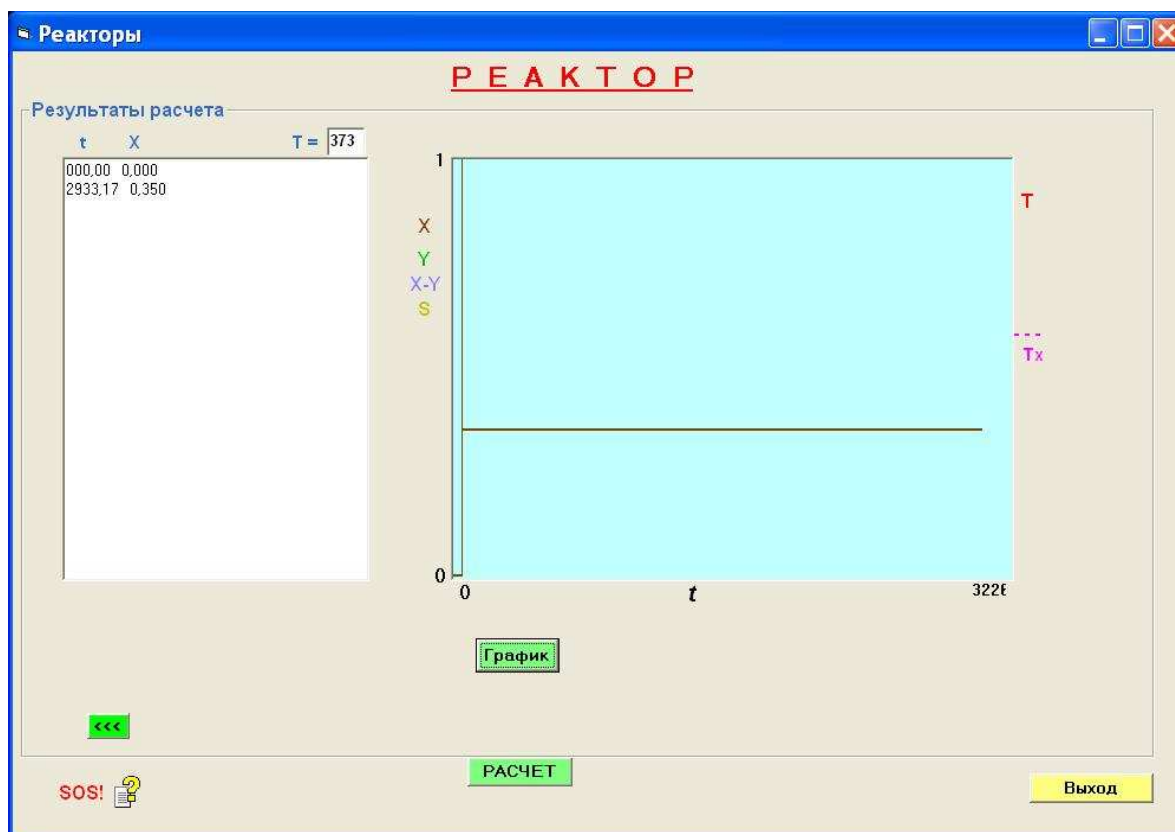 Реакторы
Р Е А К Т О Р
Результаты расчета
t X T = 373
000,00 0,000
2933,17 0,350
1
X
Y
X-Y
S
T
Tx
0
0 t 3226
График
<<<
РАСЧЕТ
SOS!
Выход